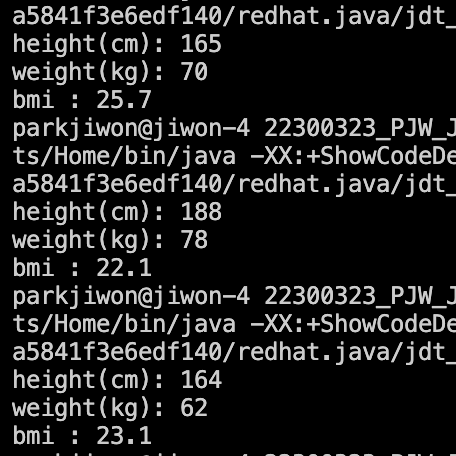 a5841f3e6edf140/redhat.java/jdt_
height(cm): 165
weight(kg): 70
bmi : 25.7
parkjiwon@jiwon-4 22300323_PJW_J
ts/Home/bin/java -XX:+ShowCodeDe
a5841f3e6edf140/redhat.java/jdt_
height(cm): 188
weight(kg): 78
bmi : 22.1
parkjiwon@jiwon-4 22300323_PJW_J
ts/Home/bin/java -XX:+ShowCodeDe
a5841f3e6edf140/redhat.java/jdt_
height(cm): 164
weight(kg): 62
bmi : 23.1